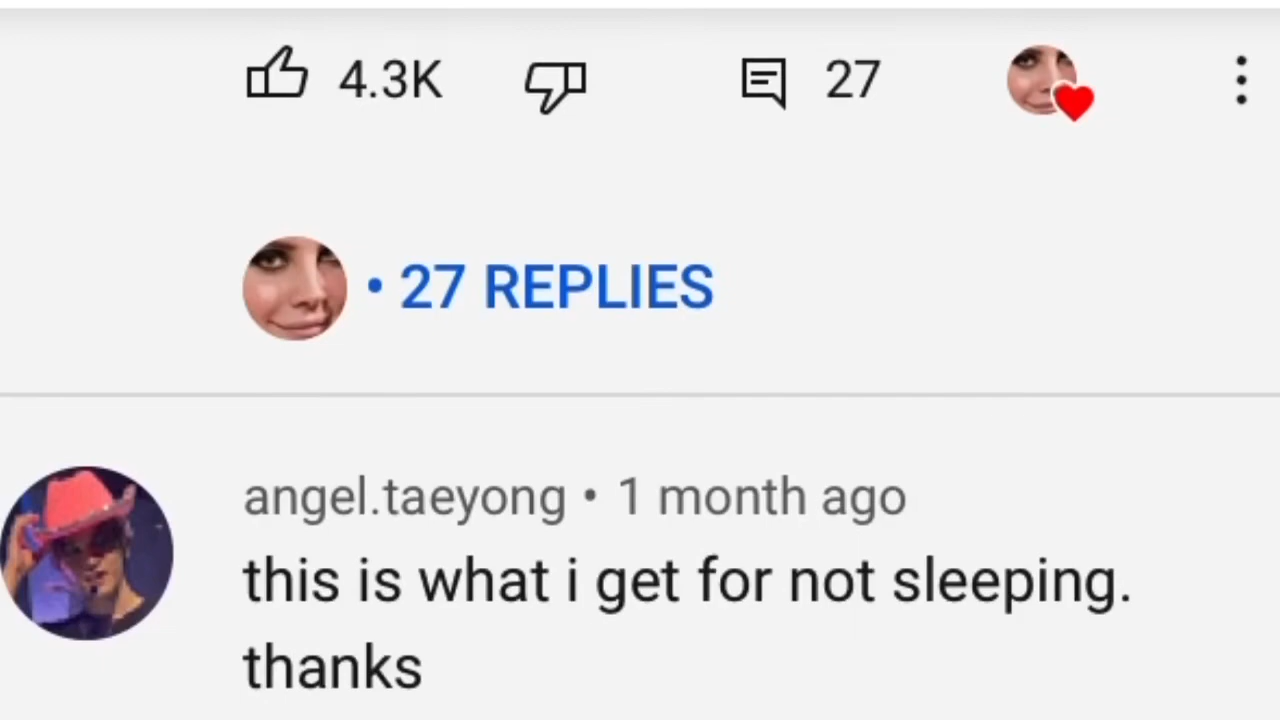 4.3K 27
• 27 REPLIES
angel.taeyong • 1 month ago
this is what i get for not sleeping.
thanks